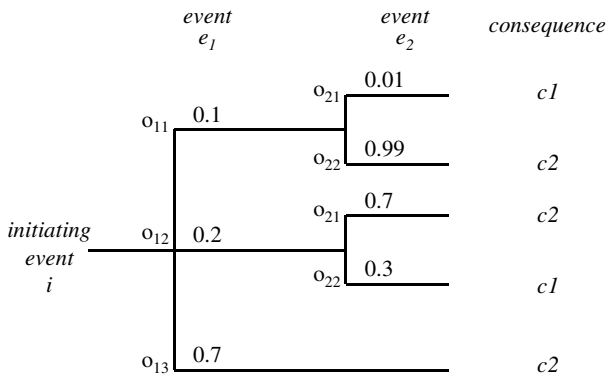 event event consequence
e₁ e₂
o₂₁ 0.01 c1
o₁₁ 0.1
o₂₂ 0.99 c2
o₂₁ 0.7 c2
initiating
event
i
o₁₂ 0.2
o₂₂ 0.3 c1
o₁₃ 0.7 c2